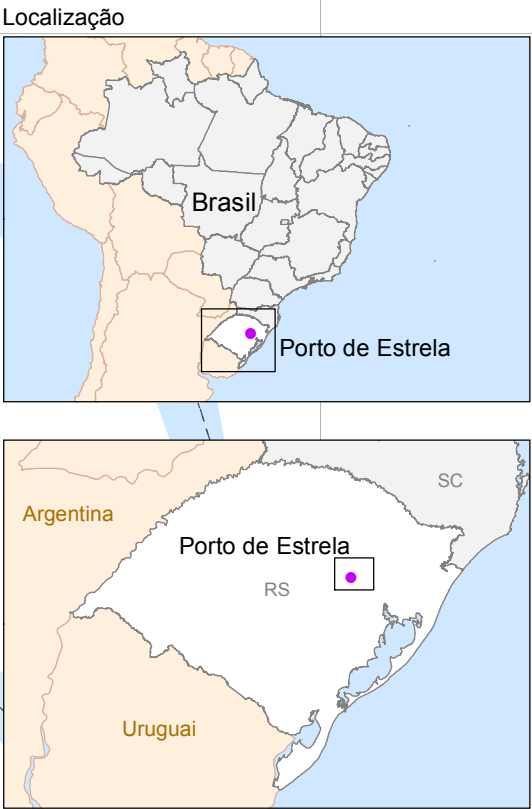 Localização
Brasil
Porto de Estrela
SC
Argentina
Porto de Estrela
RS
Uruguai